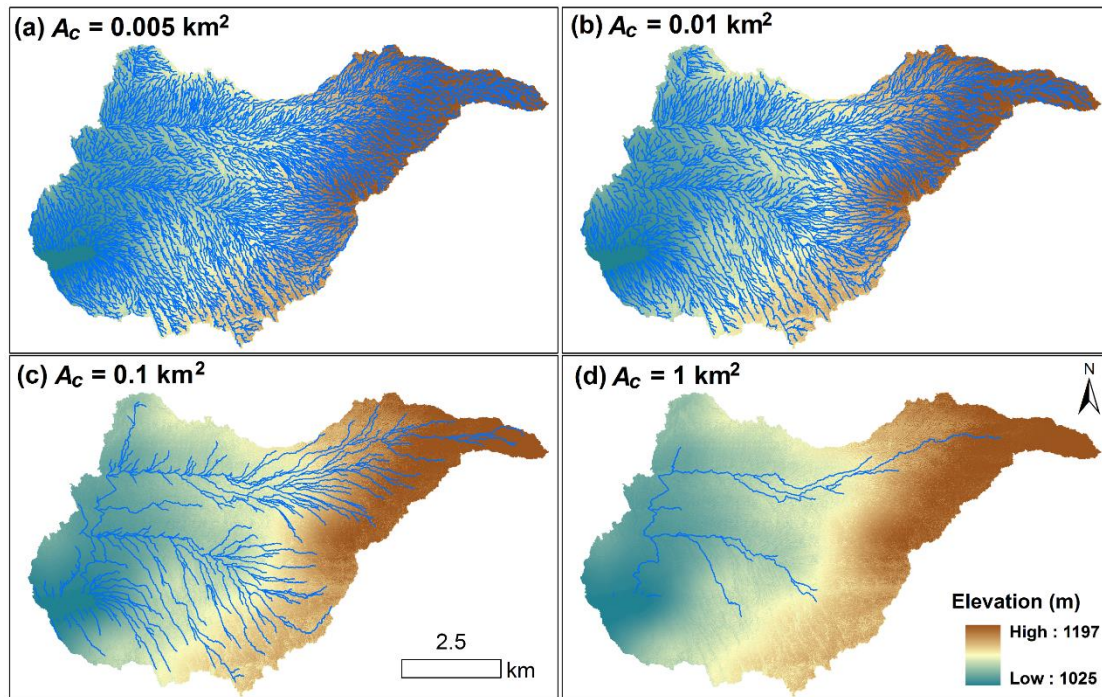 (a) Ac = 0.005 km²
(b) Ac = 0.01 km²
(c) Ac = 0.1 km²
(d) Ac = 1 km²
N
2.5
km
Elevation (m)
High : 1197
Low : 1025